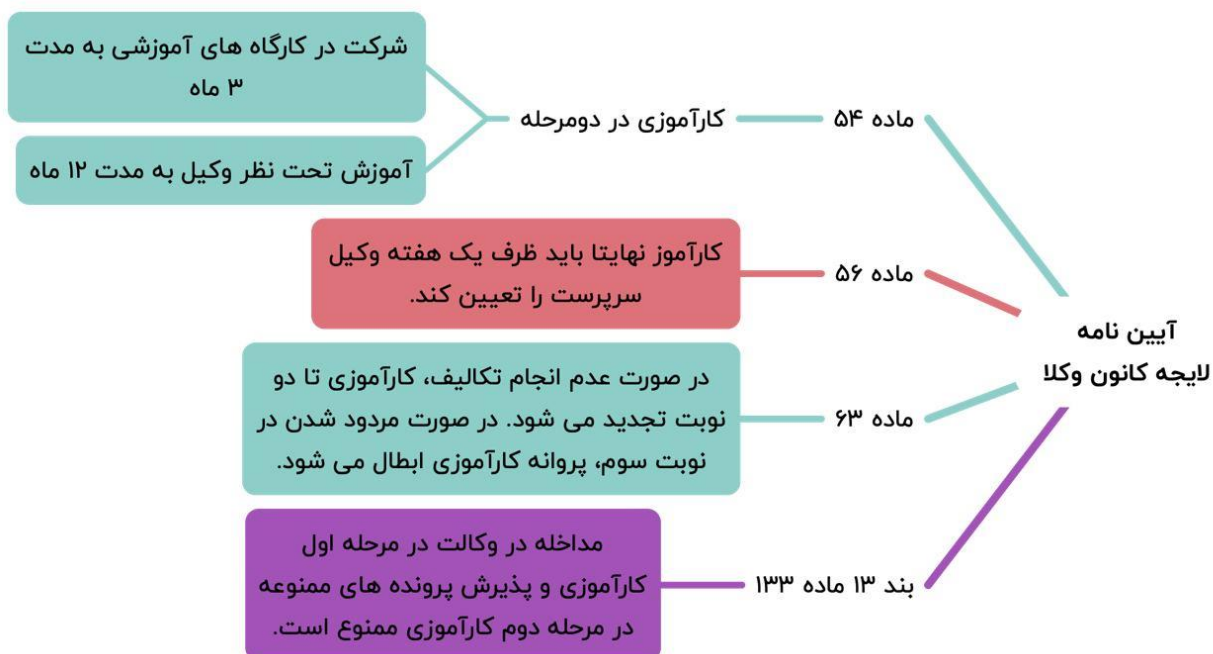 آیین نامه
لایجه کانون وکلا
ماده ۵۴
کارآموزی در دومرحله
شرکت در کارگاه های آموزشی به مدت
۳ ماه
آموزش تحت نظر وکیل به مدت ۱۲ ماه
ماده ۵۶
کارآموز نهایتا باید ظرف یک هفته وکیل
سرپرست را تعیین کند.
ماده ۶۳
در صورت عدم انجام تکالیف، کارآموزی تا دو
نوبت تجدید می شود. در صورت مردود شدن در
نوبت سوم، پروانه کارآموزی ابطال می شود.
بند ۱۳ ماده ۱۳۳
مداخله در وکالت در مرحله اول
کارآموزی و پذیرش پرونده های ممنوعه
در مرحله دوم کارآموزی ممنوع است.